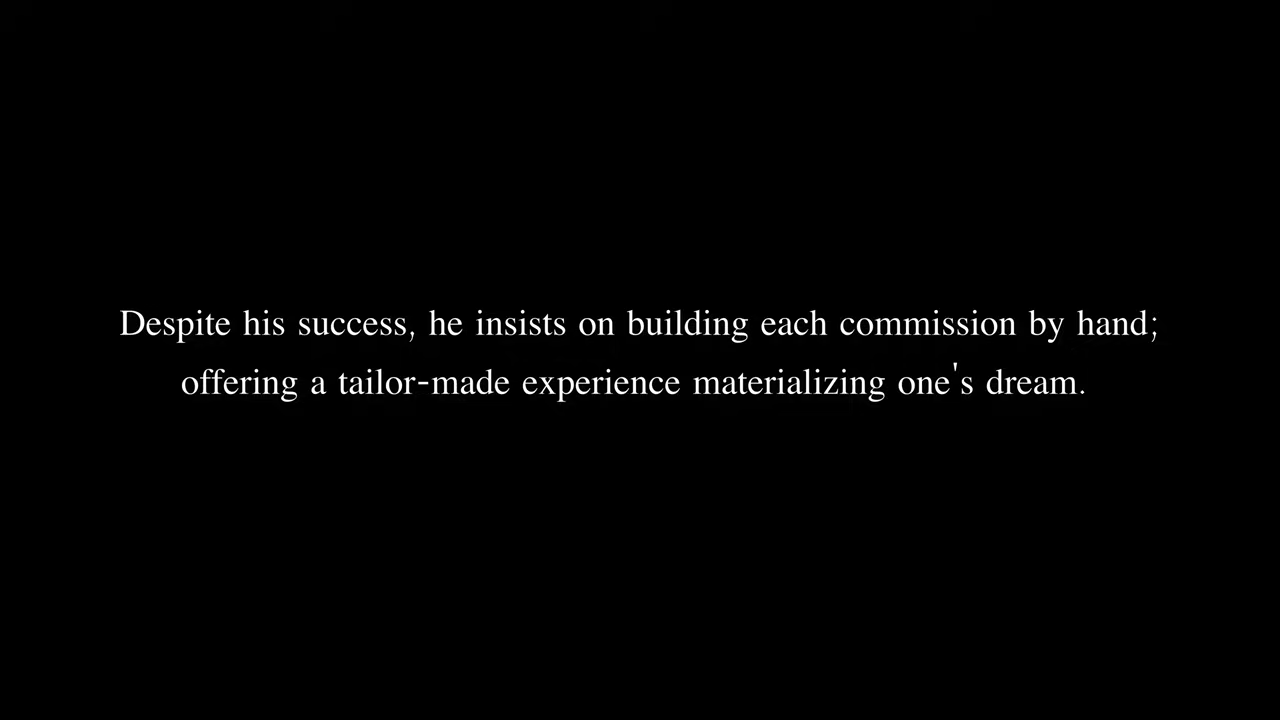 Despite his success, he insists on building each commission by hand;
offering a tailor-made experience materializing one's dream.